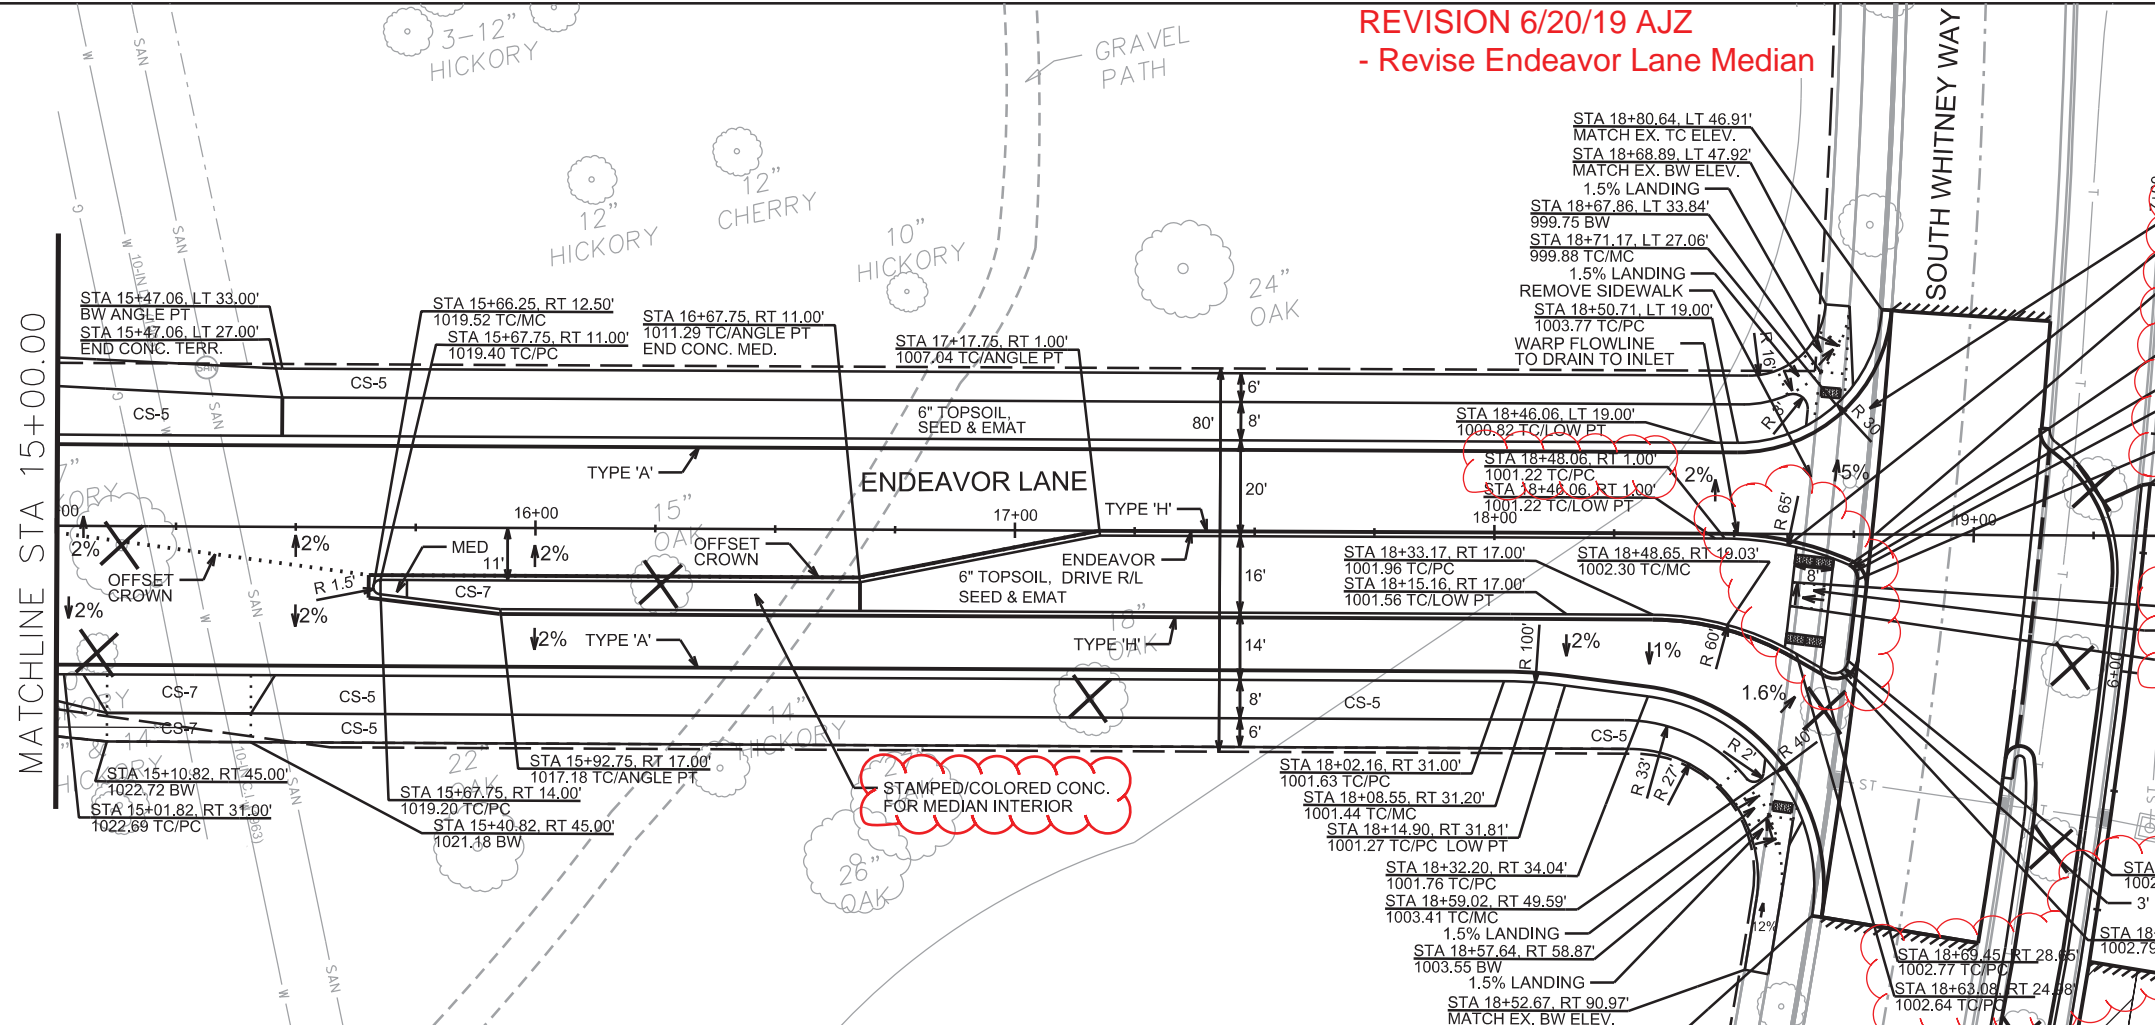 REVISION 6/20/19 AJZ
- Revise Endeavor Lane Median
3-12"
HICKORY
GRAVEL
PATH
SOUTH WHITNEY WAY
12"
HICKORY
12"
CHERRY
10"
HICKORY
24"
OAK
STA 18+80.64, LT 46.91'
MATCH EX. TC ELEV.
STA 18+68.89, LT 47.92'
MATCH EX. BW ELEV.
1.5% LANDING
STA 18+67.86, LT 33.84'
999.75 BW
STA 18+71.17, LT 27.06'
999.88 TC/MC
1.5% LANDING
REMOVE SIDEWALK
STA 18+50.71, LT 19.00'
1003.77 TC/PC
WARP FLOWLINE
TO DRAIN TO INLET
STA 18+46.06, LT 19.00'
1000.82 TC/LOW PT
STA 18+48.06, RT 1.00'
1001.22 TC/PC
STA 18+46.06, RT 1.00'
1001.22 TC/LOW PT
STA 15+47.06, LT 33.00'
BW ANGLE PT
STA 15+47.06, LT 27.00'
END CONC. TERR.
STA 15+66.25, RT 12.50'
1019.52 TC/MC
STA 15+67.75, RT 11.00'
1019.40 TC/PC
STA 16+67.75, RT 11.00'
1011.29 TC/ANGLE PT
END CONC. MED.
STA 17+17.75, RT 1.00'
1007.04 TC/ANGLE PT
MATCHLINE STA 15+00.00
CS-5
CS-5
6" TOPSOIL,
SEED & EMAT
80'
6'
8'
20'
16'
14'
8'
6'
TYPE 'A'
ENDEAVOR LANE
TYPE 'H'
16+00
17+00
18+00
19+00
15"
OAK
MED
11'
2%
2%
2%
2%
2%
2%
OFFSET
CROWN
OFFSET
CROWN
R 1.5'
CS-7
6" TOPSOIL,
SEED & EMAT
ENDEAVOR
DRIVE R/L
TYPE 'A'
TYPE 'H'
18"
OAK
STA 18+33.17, RT 17.00'
1001.96 TC/PC
STA 18+15.16, RT 17.00'
1001.56 TC/LOW PT
STA 18+48.65, RT 19.03'
1002.30 TC/MC
2%
5%
R 16'
R 3'
R 30
R 65'
8'
R 100'
2%
1%
R 60'
1.6%
R 40'
R 2'
R 33'
R 27'
12%
6+00
CS-7
CS-5
CS-7
CS-5
CS-5
CS-5
14"
HICKORY
22"
OAK
26"
OAK
STA 15+10.82, RT 45.00'
1022.72 BW
STA 15+01.82, RT 31.00'
1022.69 TC/PC
STA 15+92.75, RT 17.00'
1017.18 TC/ANGLE PT
STA 15+67.75, RT 14.00'
1019.20 TC/PC
STA 15+40.82, RT 45.00'
1021.18 BW
STAMPED/COLORED CONC.
FOR MEDIAN INTERIOR
STA 18+02.16, RT 31.00'
1001.63 TC/PC
STA 18+08.55, RT 31.20'
1001.44 TC/MC
STA 18+14.90, RT 31.81'
1001.27 TC/PC LOW PT
STA 18+32.20, RT 34.04'
1001.76 TC/PC
STA 18+59.02, RT 49.59'
1003.41 TC/MC
1.5% LANDING
STA 18+57.64, RT 58.87'
1003.55 BW
1.5% LANDING
STA 18+52.67, RT 90.97'
MATCH EX. BW ELEV.
STA 18+69.45, RT 28.65'
1002.77 TC/PC
STA 18+63.08, RT 24.98'
1002.64 TC/PC
STA
1002
3'
STA 18+
1002.79